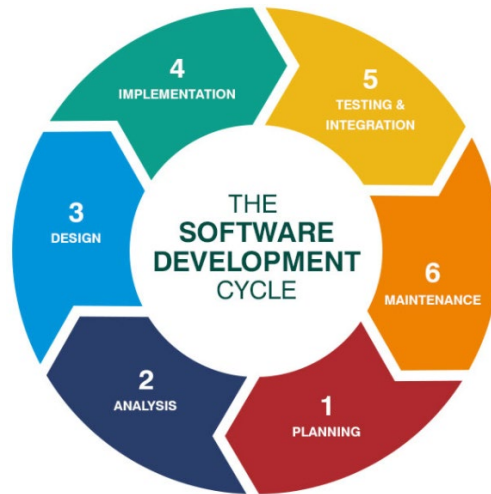 THE
SOFTWARE
DEVELOPMENT
CYCLE
1
PLANNING
2
ANALYSIS
3
DESIGN
4
IMPLEMENTATION
5
TESTING &
INTEGRATION
6
MAINTENANCE